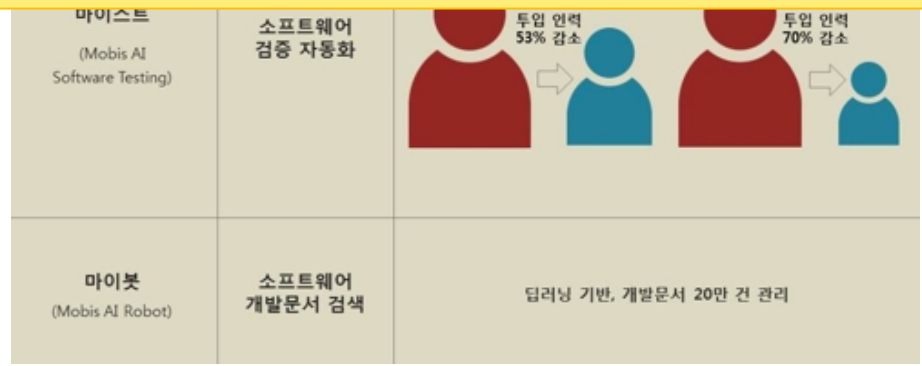 마이스트
(Mobis AI
Software Testing)
소프트웨어
검증 자동화
투입 인력
53% 감소
투입 인력
70% 감소
마이봇
(Mobis AI Robot)
소프트웨어
개발문서 검색
딥러닝 기반, 개발문서 20만 건 관리